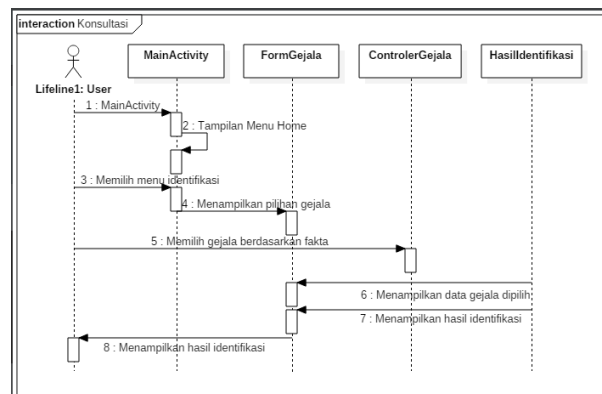 interaction Konsultasi
MainActivity
FormGejala
ControlerGejala
HasilIdentifikasi
Lifeline1: User
1 : MainActivity
2 : Tampilan Menu Home
3 : Memilih menu identifikasi
4 : Menampilkan pilihan gejala
5 : Memilih gejala berdasarkan fakta
6 : Menampilkan data gejala dipilih
7 : Menampilkan hasil identifikasi
8 : Menampilkan hasil identifikasi